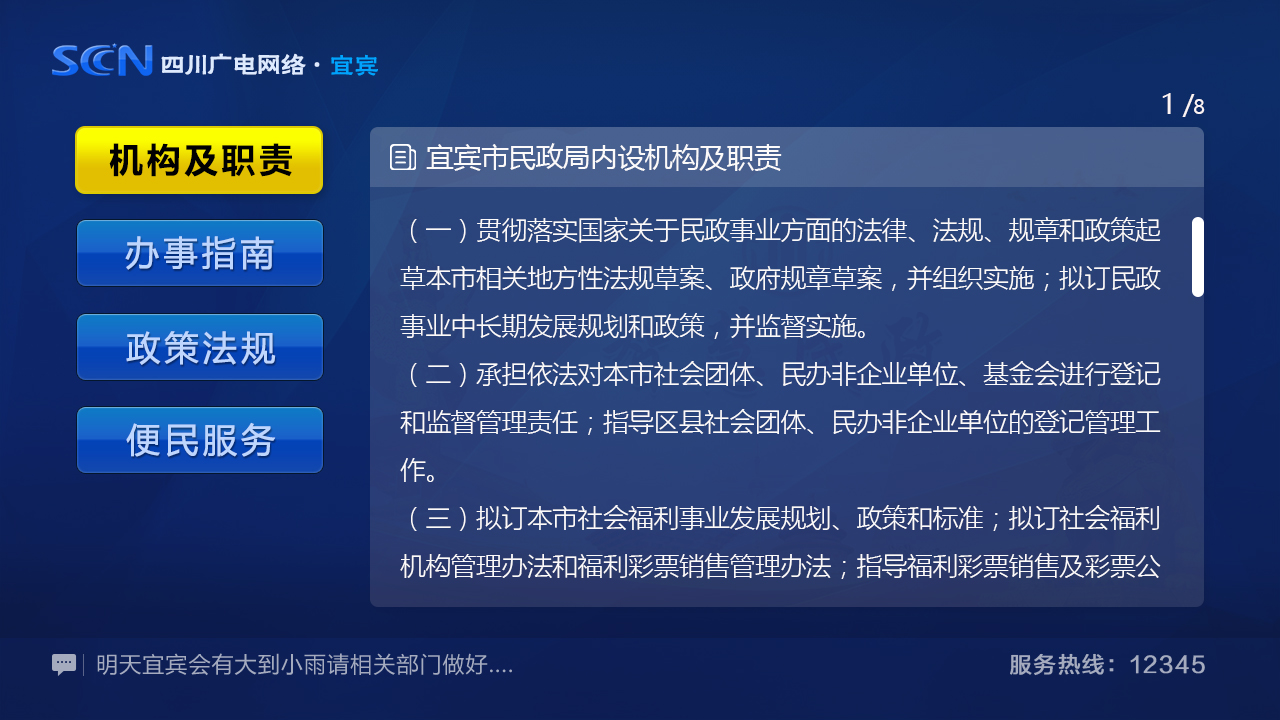 SCN 四川广电网络·宜宾
1 /8
机构及职责
办事指南
政策法规
便民服务
宜宾市民政局内设机构及职责
（一）贯彻落实国家关于民政事业方面的法律、法规、规章和政策起
草本市相关地方性法规草案、政府规章草案，并组织实施；拟订民政
事业中长期发展规划和政策，并监督实施。
（二）承担依法对本市社会团体、民办非企业单位、基金会进行登记
和监督管理责任；指导区县社会团体、民办非企业单位的登记管理工
作。
（三）拟订本市社会福利事业发展规划、政策和标准；拟订社会福利
机构管理办法和福利彩票销售管理办法；指导福利彩票销售及彩票公
明天宜宾会有大到小雨请相关部门做好....
服务热线：12345